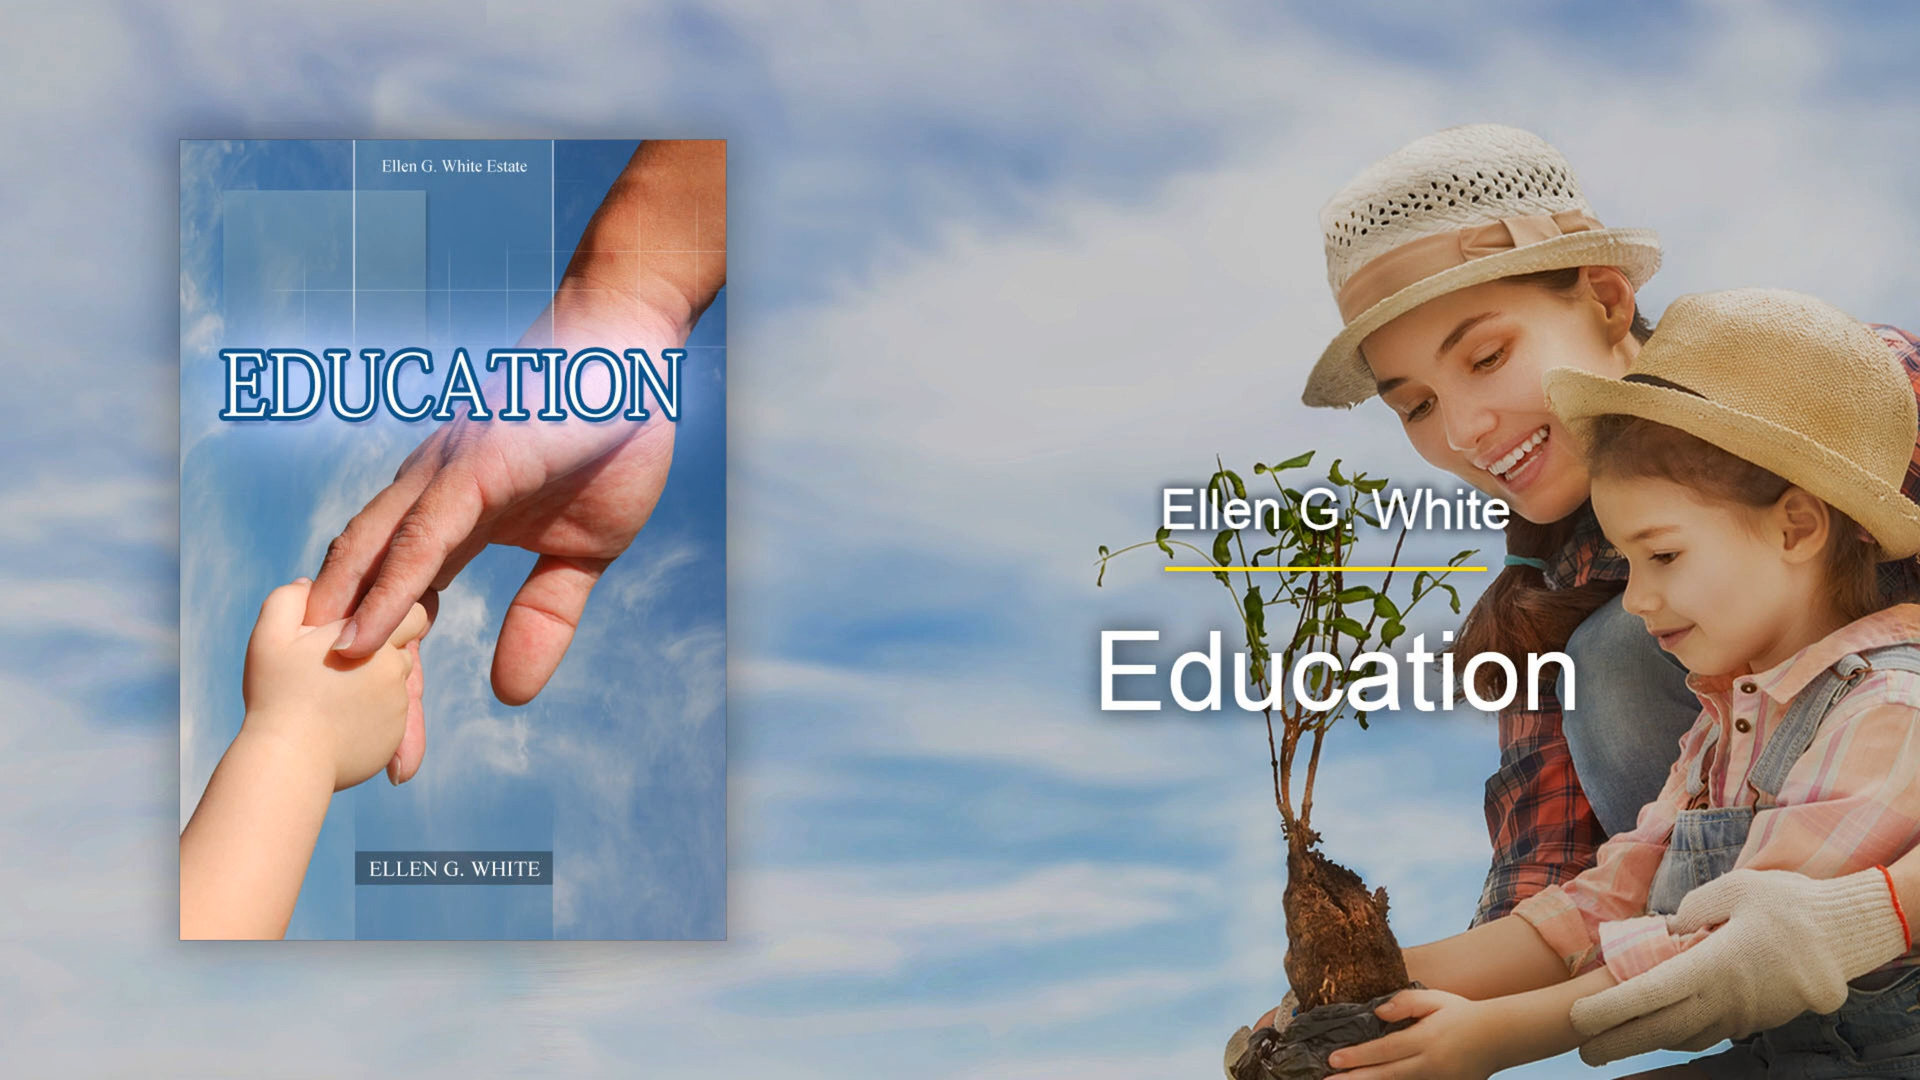 Ellen G. White Estate
EDUCATION
ELLEN G. WHITE
Ellen G. White
Education